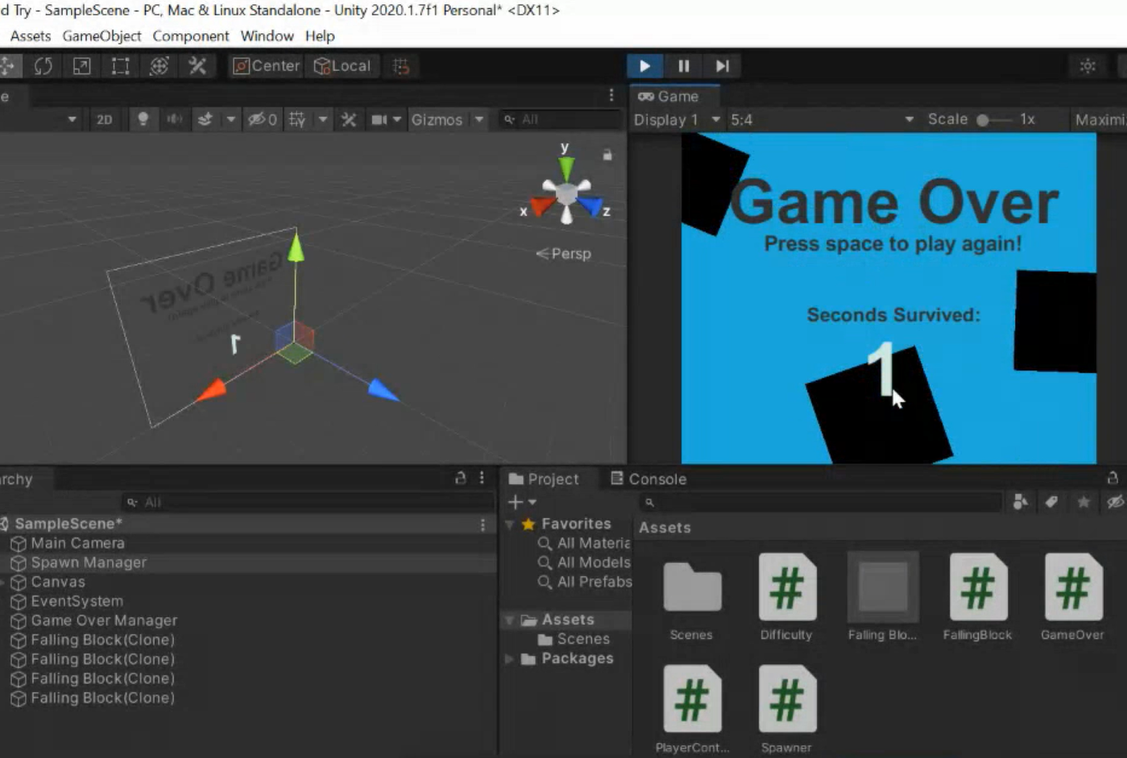 d Try - SampleScene - PC, Mac & Linux Standalone - Unity 2020.1.7f1 Personal* <DX11>
Assets GameObject Component Window Help
Center Local
e
Game
2D 0 Gizmos All
Display 1 5:4 Scale 1x Maximi
y
x z
Persp
Game Over
Press space to play again!
Seconds Survived:
1
Game Over
1
rchy
All
SampleScene*
Main Camera
Spawn Manager
Canvas
EventSystem
Game Over Manager
Falling Block(Clone)
Falling Block(Clone)
Falling Block(Clone)
Falling Block(Clone)
Project Console
Favorites
All Materia
All Models
All Prefabs
Assets
Scenes
Packages
Assets
Scenes Difficulty Falling Blo... FallingBlock GameOver
PlayerCont... Spawner